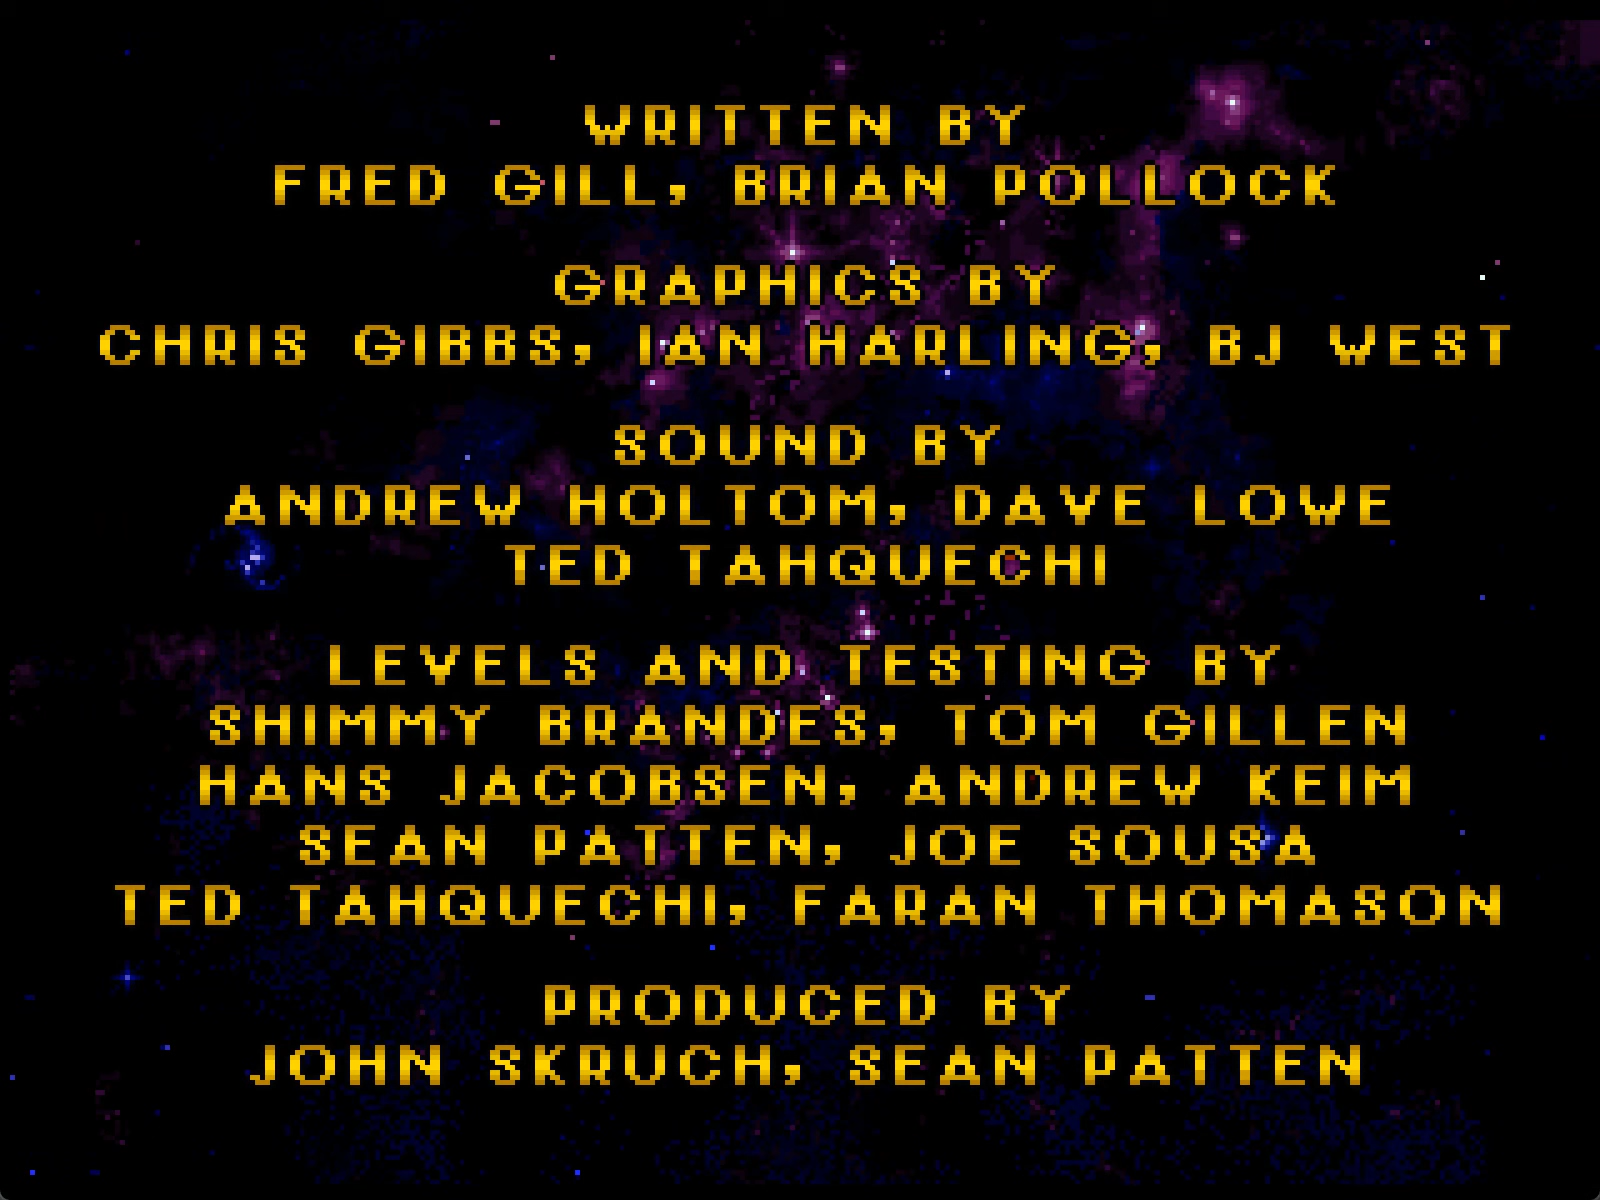 WRITTEN BY
FRED GILL, BRIAN POLLOCK
GRAPHICS BY
CHRIS GIBBS, IAN HARLING, BJ WEST
SOUND BY
ANDREW HOLTOM, DAVE LOWE
TED TAHQUECHI
LEVELS AND TESTING BY
SHIMMY BRANDES, TOM GILLEN
HANS JACOBSEN, ANDREW KEIM
SEAN PATTEN, JOE SOUSA
TED TAHQUECHI, FARAN THOMASON
PRODUCED BY
JOHN SKRUCH, SEAN PATTEN